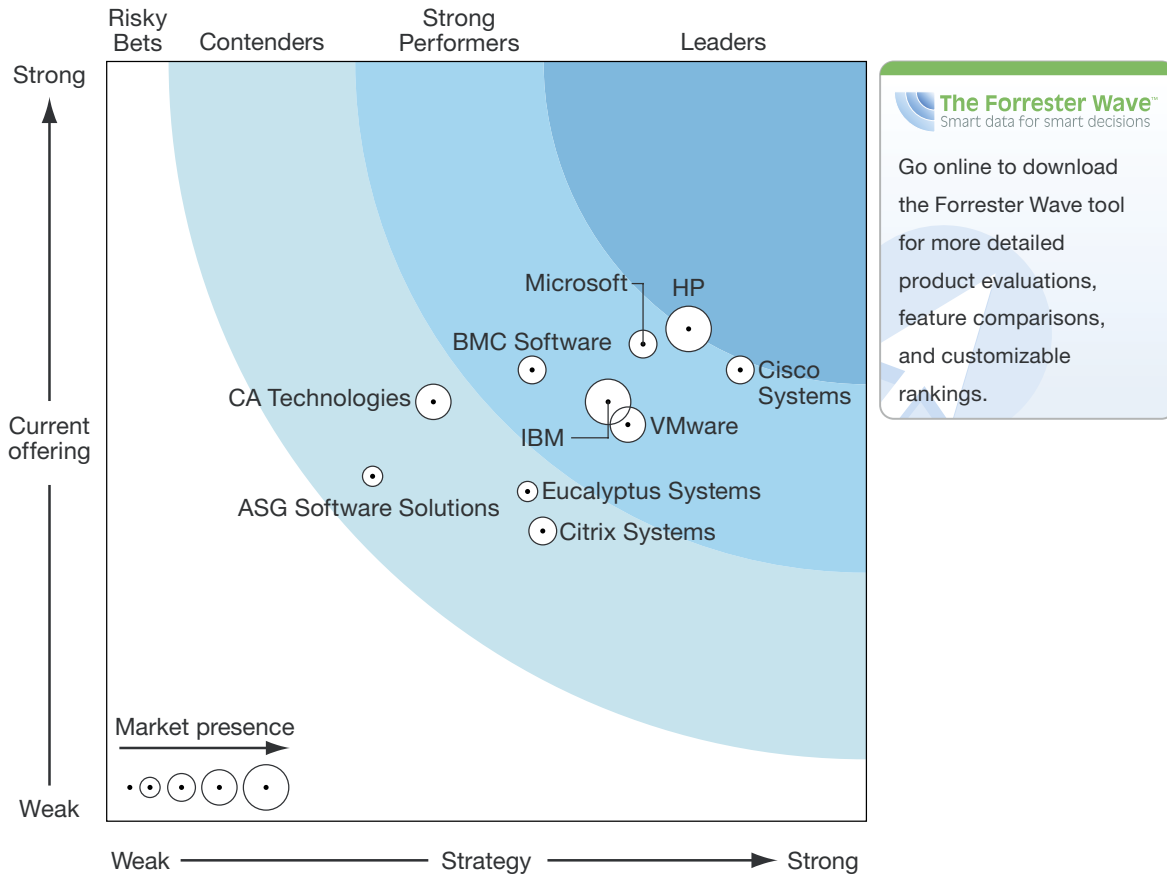 Risky
Bets
Contenders
Strong
Performers
Leaders
Strong
Current
offering
Weak
Microsoft
HP
BMC Software
Cisco
Systems
CA Technologies
IBM
VMware
ASG Software Solutions
Eucalyptus Systems
Citrix Systems
Market presence
Weak
Strategy
Strong
The Forrester Wave™
Smart data for smart decisions
Go online to download
the Forrester Wave tool
for more detailed
product evaluations,
feature comparisons,
and customizable
rankings.